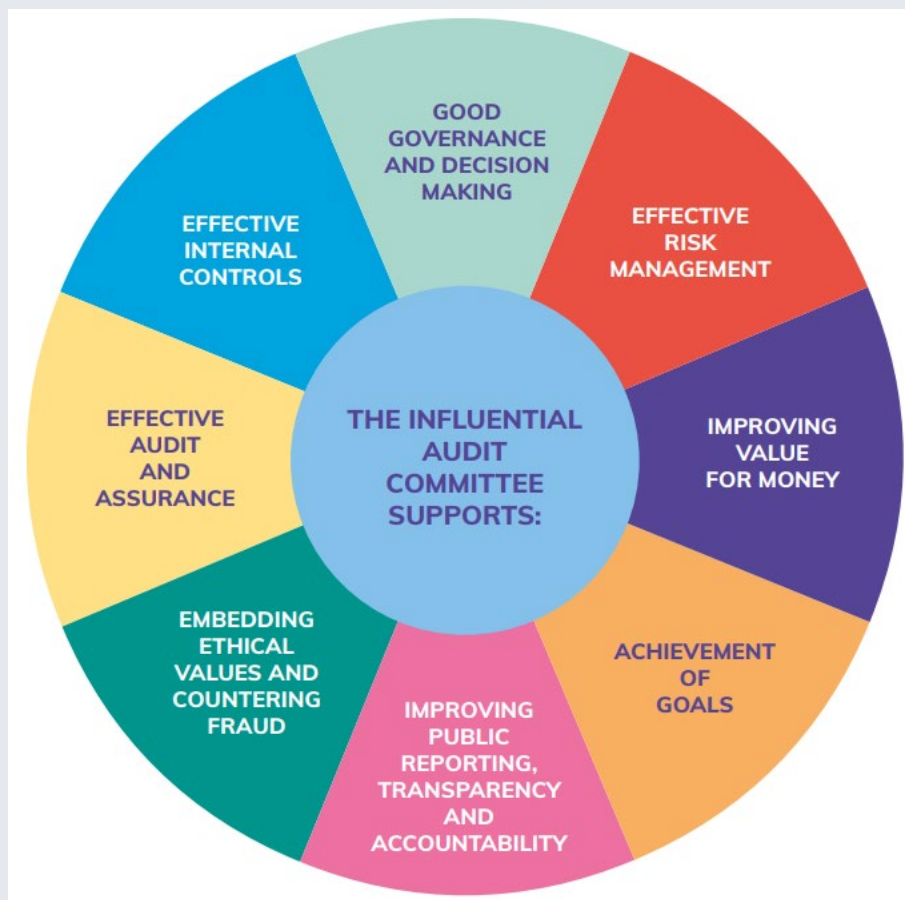 THE INFLUENTIAL
AUDIT
COMMITTEE
SUPPORTS:
GOOD
GOVERNANCE
AND DECISION
MAKING
EFFECTIVE
RISK
MANAGEMENT
IMPROVING
VALUE
FOR MONEY
ACHIEVEMENT
OF
GOALS
IMPROVING
PUBLIC
REPORTING,
TRANSPARENCY
AND
ACCOUNTABILITY
EMBEDDING
ETHICAL
VALUES AND
COUNTERING
FRAUD
EFFECTIVE
AUDIT
AND
ASSURANCE
EFFECTIVE
INTERNAL
CONTROLS